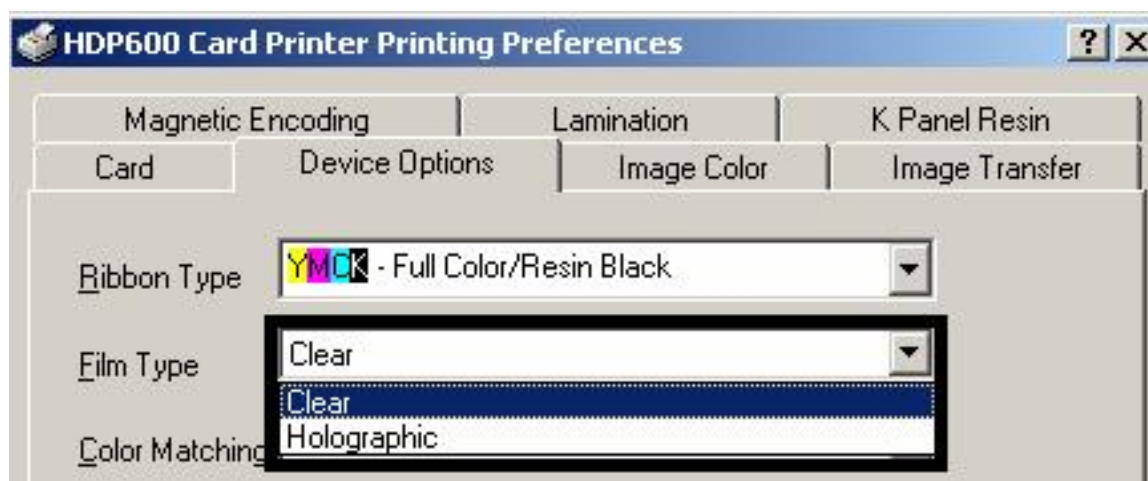 HDP600 Card Printer Printing Preferences
Magnetic Encoding Lamination K Panel Resin
Card Device Options Image Color Image Transfer
Ribbon Type YMCK - Full Color/Resin Black
Film Type Clear
Clear
Holographic
Color Matching